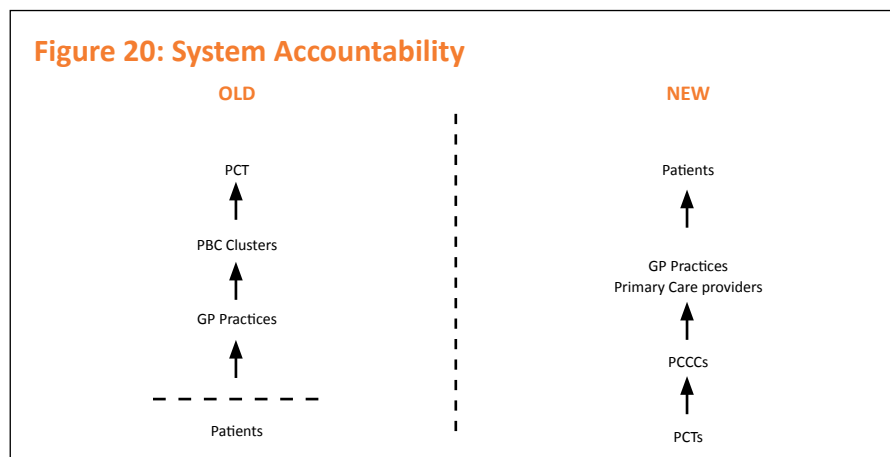 Figure 20: System Accountability
OLD
PCT
PBC Clusters
GP Practices
Patients
NEW
Patients
GP Practices
Primary Care providers
PCCCs
PCTs